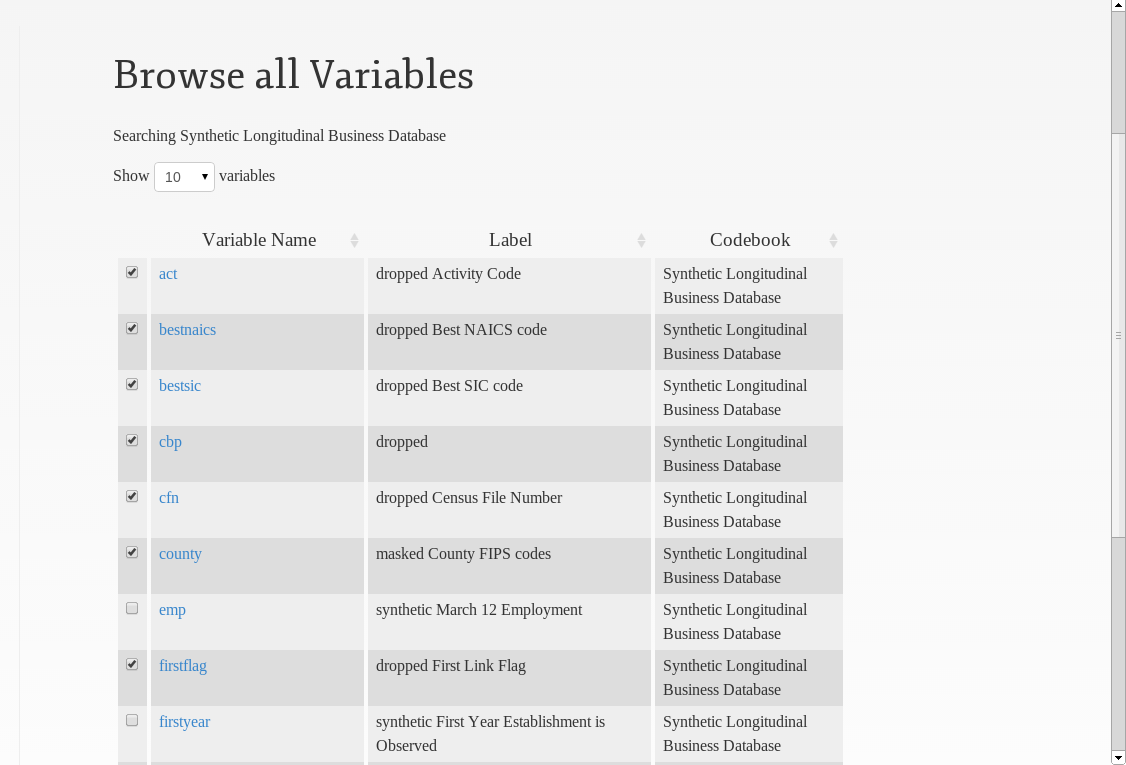 Browse all Variables
Searching Synthetic Longitudinal Business Database
Show 10 variables
Variable Name Label Codebook
act dropped Activity Code Synthetic Longitudinal
Business Database
bestnaics dropped Best NAICS code Synthetic Longitudinal
Business Database
bestsic dropped Best SIC code Synthetic Longitudinal
Business Database
cbp dropped Synthetic Longitudinal
Business Database
cfn dropped Census File Number Synthetic Longitudinal
Business Database
county masked County FIPS codes Synthetic Longitudinal
Business Database
emp synthetic March 12 Employment Synthetic Longitudinal
Business Database
firstflag dropped First Link Flag Synthetic Longitudinal
Business Database
firstyear synthetic First Year Establishment is Synthetic Longitudinal
Observed Business Database